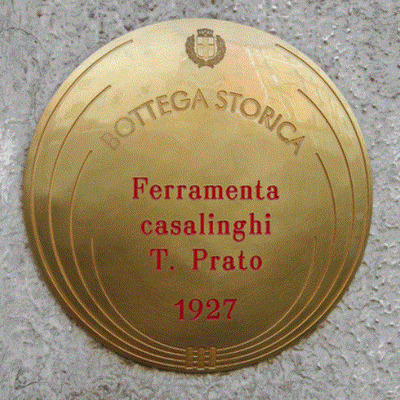 BOTTEGA STORICA
Ferramenta
casalinghi
T. Prato
1927